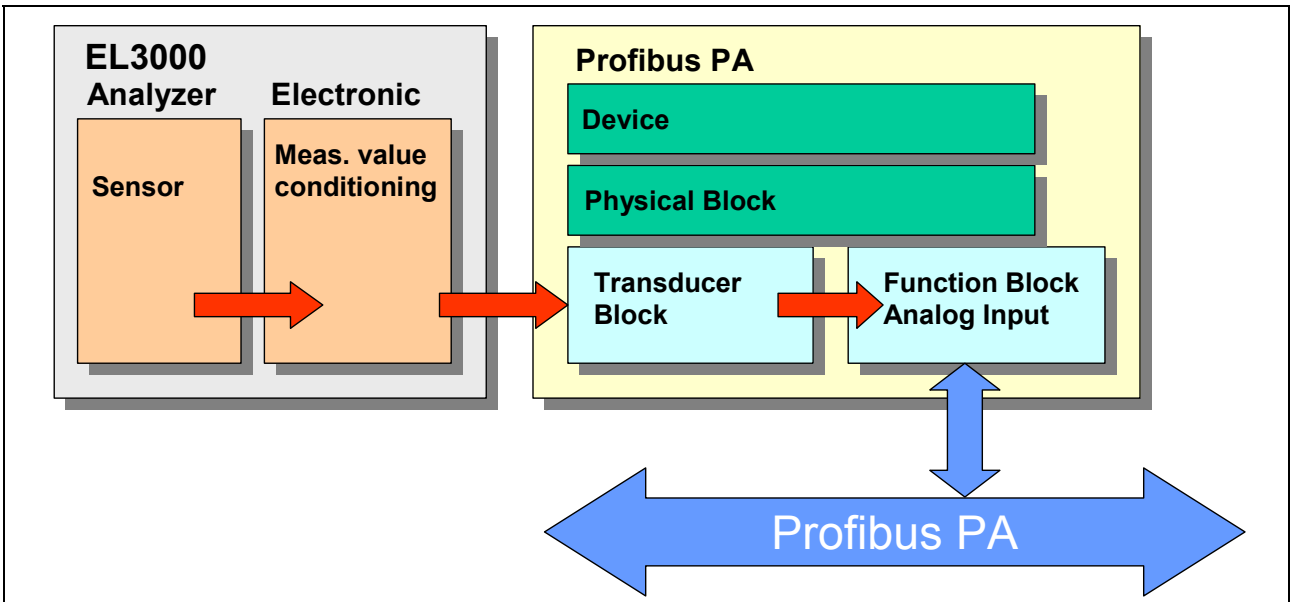 EL3000
Analyzer
Electronic
Sensor
Meas. value
conditioning
Profibus PA
Device
Physical Block
Transducer
Block
Function Block
Analog Input
Profibus PA